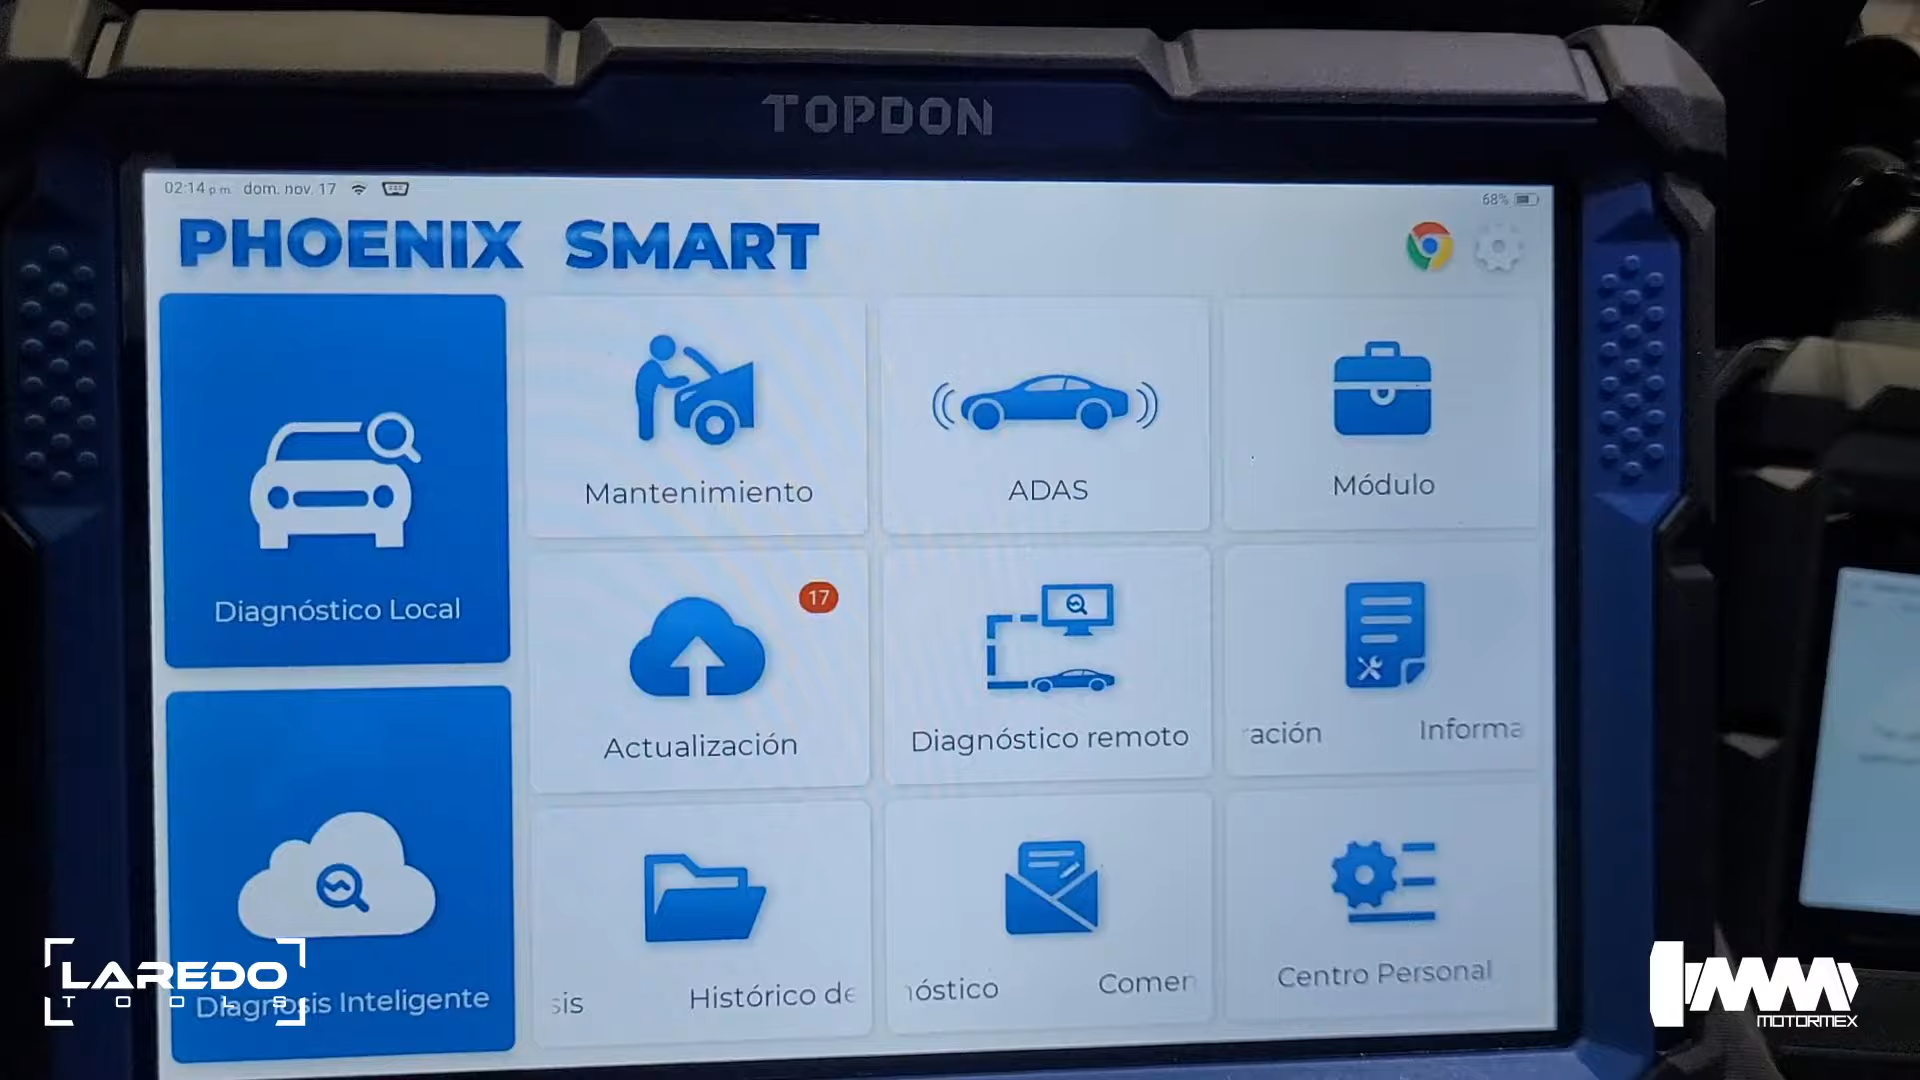 TOPDON
02:14 p.m. dom. nov. 17
68%
PHOENIX SMART
Mantenimiento
ADAS
Módulo
Diagnóstico Local
17
Actualización
Diagnóstico remoto
ación Informa
Diagnosis Inteligente
sis Histórico de
nóstico Comen
Centro Personal
LAREDO
TOOLS
MOTORMEX